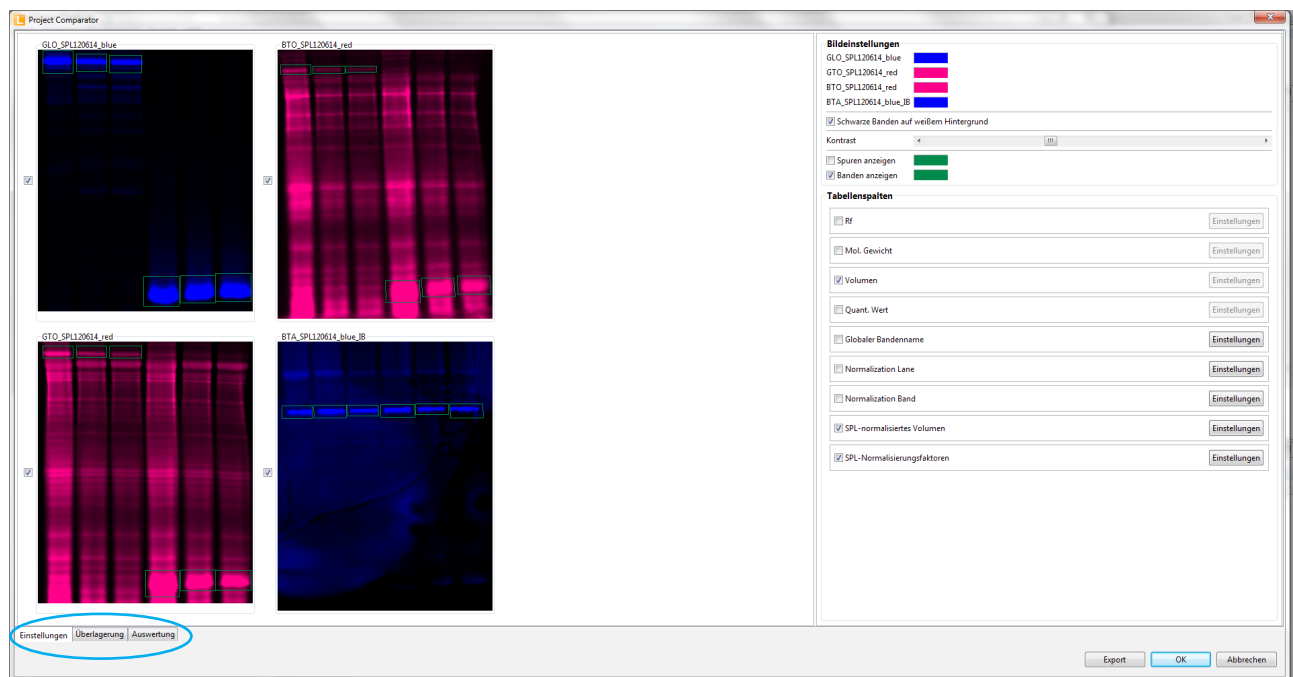 Project Comparator
GLO_SPL120614_blue
BTO_SPL120614_red
GTO_SPL120614_red
BTA_SPL120614_blue_IB
Bildeinstellungen
GLO_SPL120614_blue
GTO_SPL120614_red
BTO_SPL120614_red
BTA_SPL120614_blue_IB
Schwarze Banden auf weißem Hintergrund
Kontrast
Spuren anzeigen
Banden anzeigen
Tabellenspalten
Rf Einstellungen
Mol. Gewicht Einstellungen
Volumen Einstellungen
Quant. Wert Einstellungen
Globaler Bandenname Einstellungen
Normalization Lane Einstellungen
Normalization Band Einstellungen
SPL-normalisiertes Volumen Einstellungen
SPL-Normalisierungsfaktoren Einstellungen
Einstellungen Überlagerung Auswertung
Export OK Abbrechen